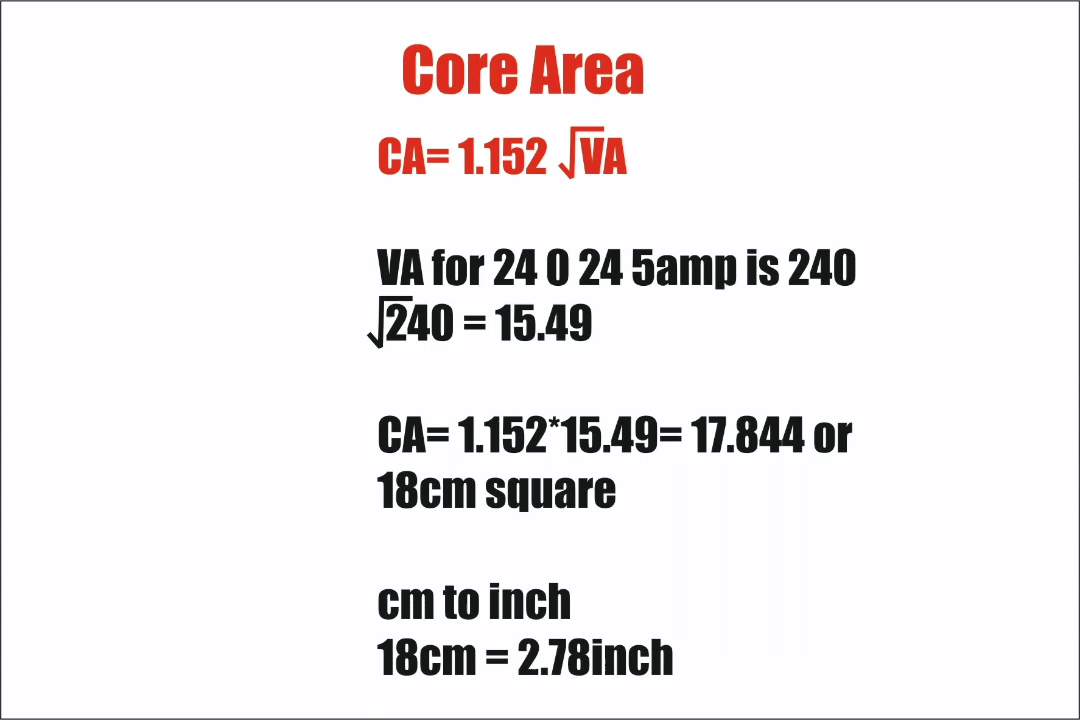 Core Area
CA= 1.152 √VA
VA for 24 0 24 5amp is 240
√240 = 15.49
CA= 1.152*15.49= 17.844 or
18cm square
cm to inch
18cm = 2.78inch